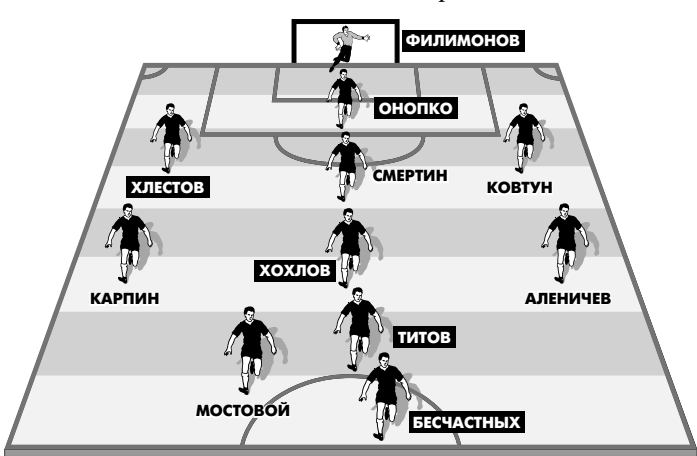 ФИЛИМОНОВ
ОНОПКО
СМЕРТИН
ХЛЕСТОВ
КОВТУН
ХОХЛОВ
КАРПИН
АЛЕНИЧЕВ
ТИТОВ
МОСТОВОЙ
БЕСЧАСТНЫХ